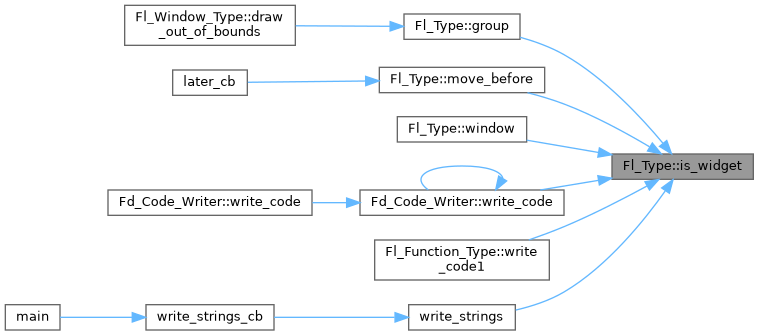 Fl_Window_Type::draw
_out_of_bounds
Fl_Type::group
later_cb
Fl_Type::move_before
Fl_Type::window
Fl_Type::is_widget
Fd_Code_Writer::write_code
Fd_Code_Writer::write_code
Fl_Function_Type::write
_code1
main
write_strings_cb
write_strings